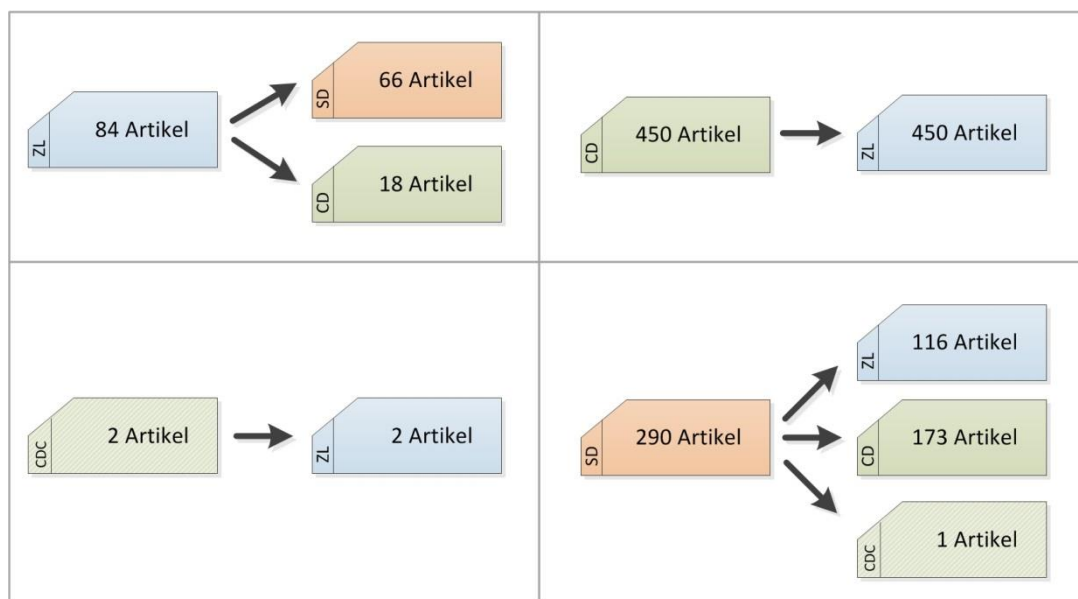 ZL
84 Artikel
SD
66 Artikel
CD
18 Artikel
CD
450 Artikel
ZL
450 Artikel
CDC
2 Artikel
ZL
2 Artikel
SD
290 Artikel
ZL
116 Artikel
CD
173 Artikel
CDC
1 Artikel